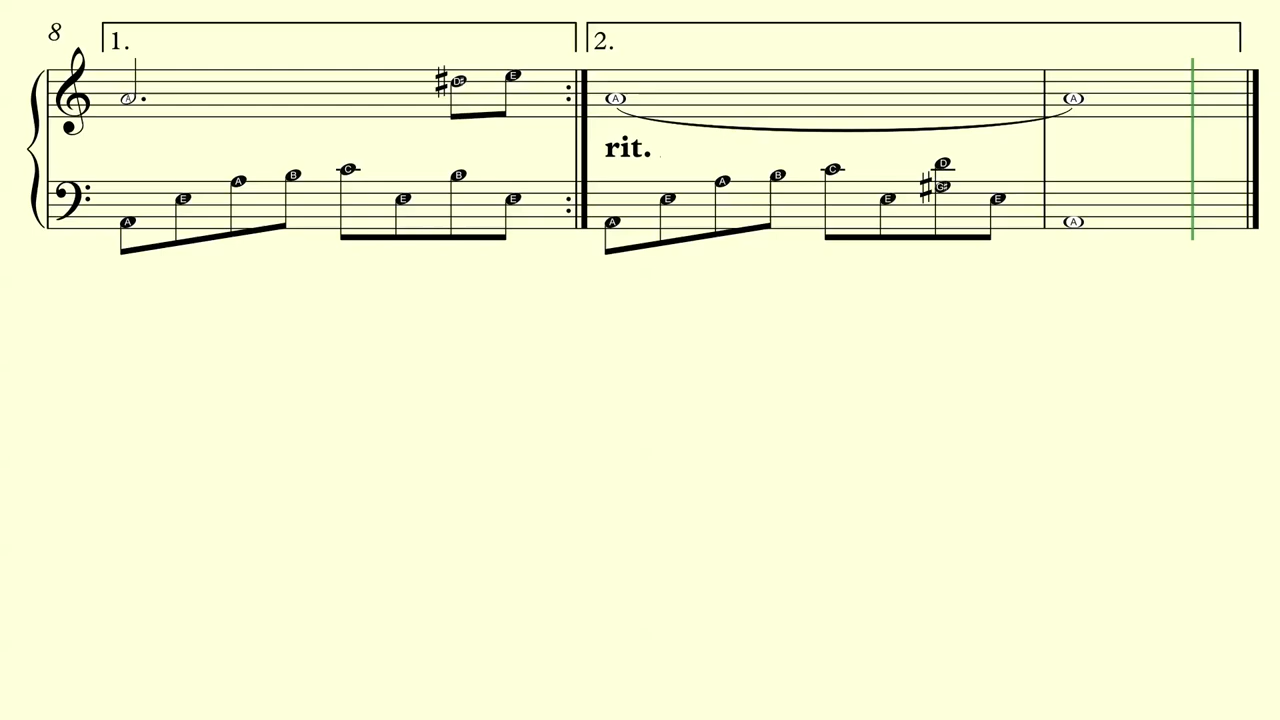 8
1. 2.
D# E
A A A
rit.
A E A B C E B E A E A B C E D G# E A